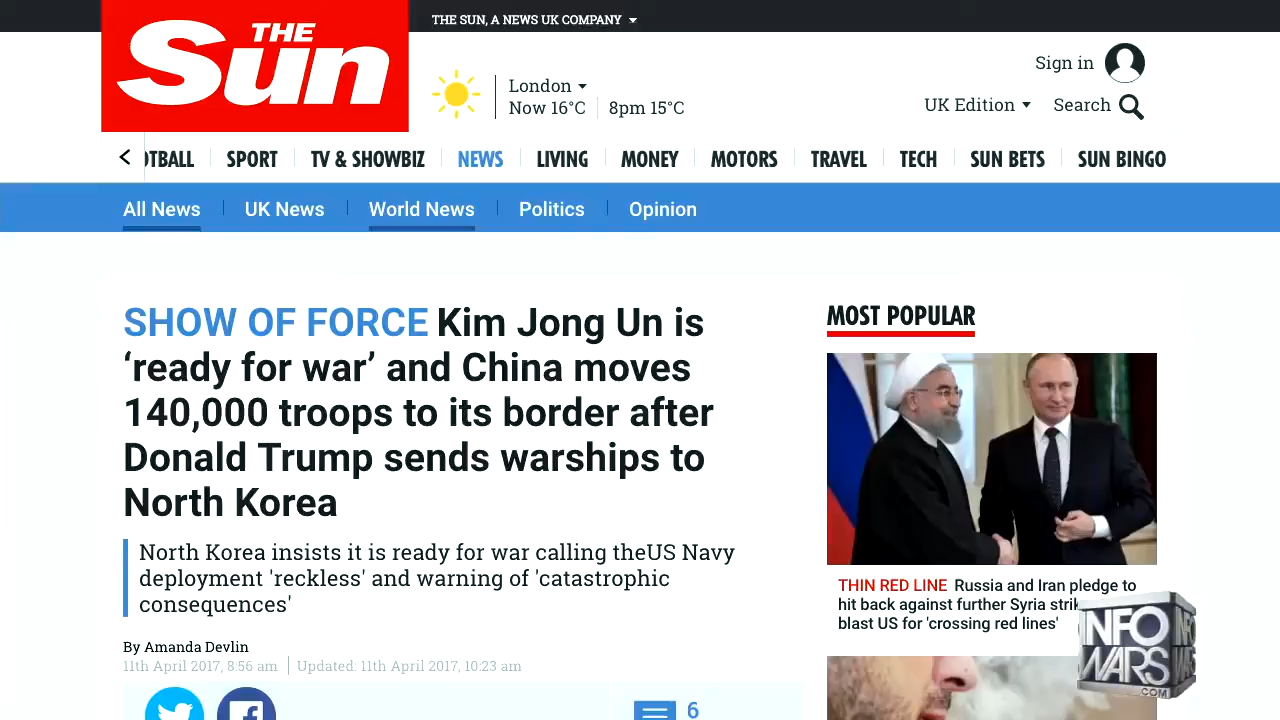 THE SUN, A NEWS UK COMPANY
THE
Sun
London
Now 16°C
8pm 15°C
Sign in
UK Edition
Search
OTBALL
SPORT
TV & SHOWBIZ
NEWS
LIVING
MONEY
MOTORS
TRAVEL
TECH
SUN BETS
SUN BINGO
All News
UK News
World News
Politics
Opinion
SHOW OF FORCE Kim Jong Un is
‘ready for war’ and China moves
140,000 troops to its border after
Donald Trump sends warships to
North Korea
North Korea insists it is ready for war calling theUS Navy
deployment 'reckless' and warning of 'catastrophic
consequences'
By Amanda Devlin
11th April 2017, 8:56 am
Updated: 11th April 2017, 10:23 am
6
MOST POPULAR
THIN RED LINE Russia and Iran pledge to
hit back against further Syria strik
blast US for 'crossing red lines'
INFO
WARS
.COM